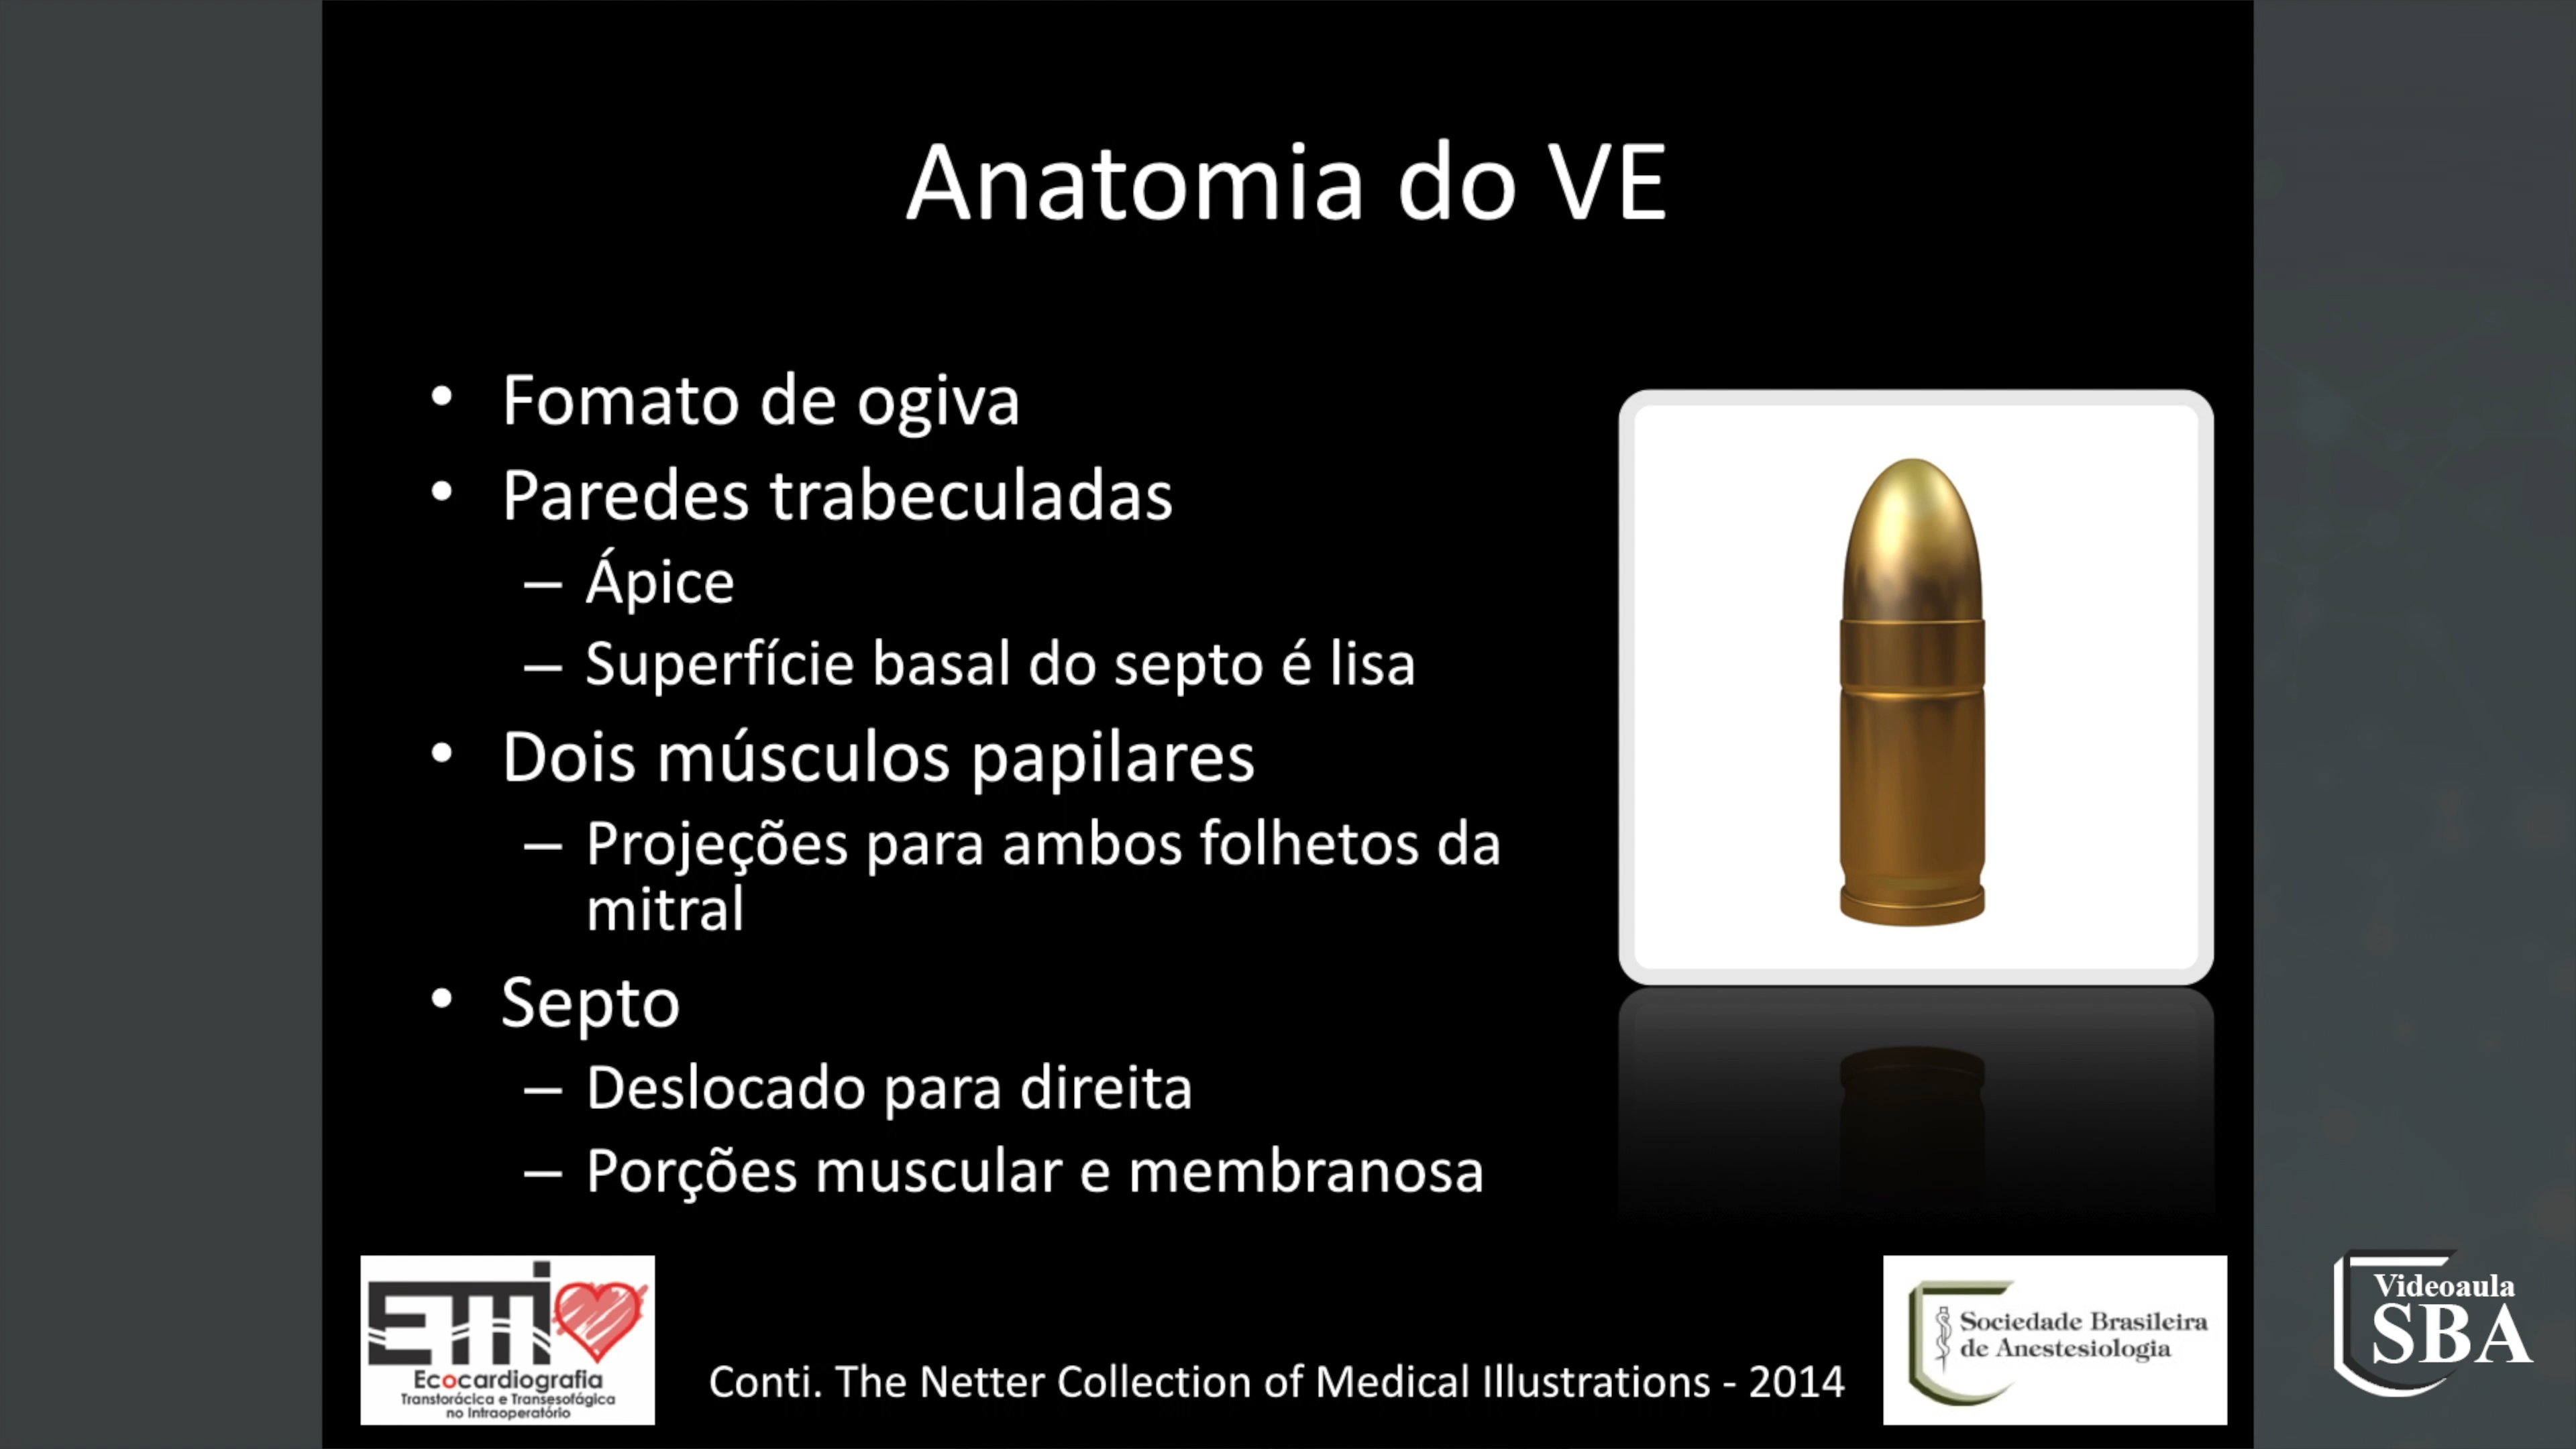 Anatomia do VE
• Fomato de ogiva
• Paredes trabeculadas
– Ápice
– Superfície basal do septo é lisa
• Dois músculos papilares
– Projeções para ambos folhetos da
mitral
• Septo
– Deslocado para direita
– Porções muscular e membranosa
ETTI
Ecocardiografia
Transtorácica e Transesofágica
no Intraoperatório
Conti. The Netter Collection of Medical Illustrations - 2014
Sociedade Brasileira
de Anestesiologia
Videoaula
SBA